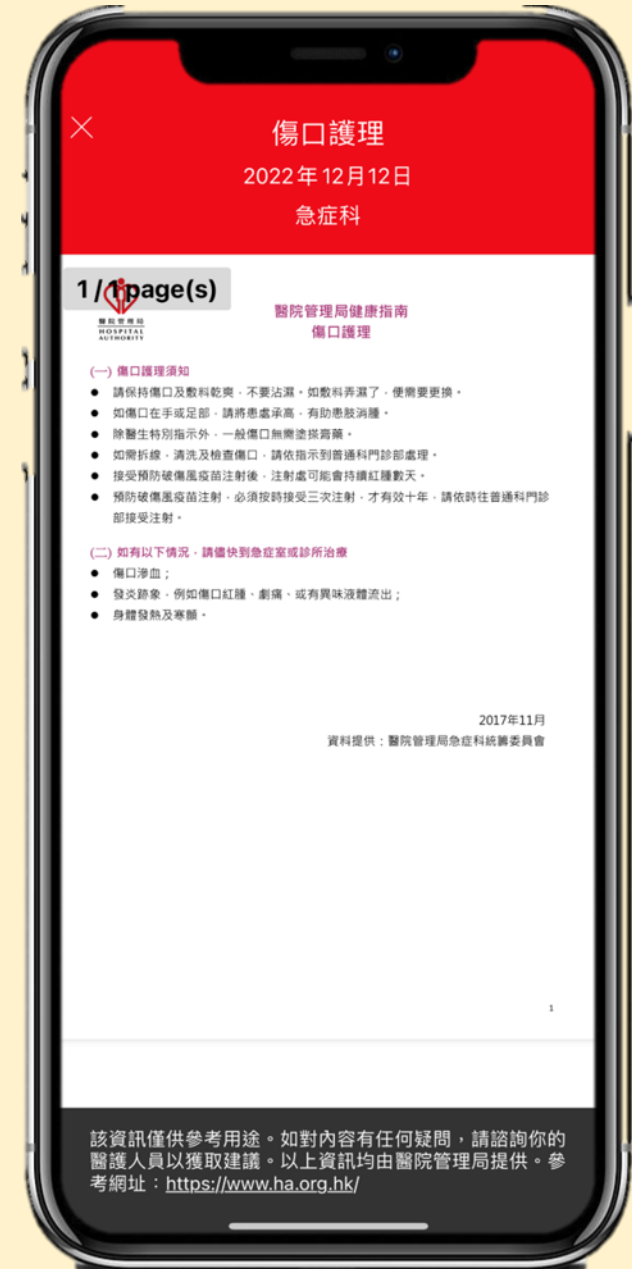 傷口護理
2022年12月12日
急症科
1/1page(s)
醫院管理局
HOSPITAL
AUTHORITY
醫院管理局健康指南
傷口護理
(一) 傷口護理須知
● 請保持傷口及敷料乾爽，不要沾濕。如敷料弄濕了，便需要更換。
● 如傷口在手或足部，請將患處承高，有助患肢消腫。
● 除醫生特別指示外，一般傷口無需塗搽膏藥。
● 如需拆線，清洗及檢查傷口，請依指示到普通科門診部處理。
● 接受預防破傷風疫苗注射後，注射處可能會持續紅腫數天。
● 預防破傷風疫苗注射，必須按時接受三次注射，才有效十年，請依時往普通科門診
部接受注射。
(二) 如有以下情況，請儘快到急症室或診所治療
● 傷口滲血；
● 發炎跡象，例如傷口紅腫、劇痛、或有異味液體流出；
● 身體發熱及寒顫。
2017年11月
資料提供：醫院管理局急症科統籌委員會
1
該資訊僅供參考用途。如對內容有任何疑問，請諮詢你的
醫護人員以獲取建議。以上資訊均由醫院管理局提供。參
考網址：https://www.ha.org.hk/